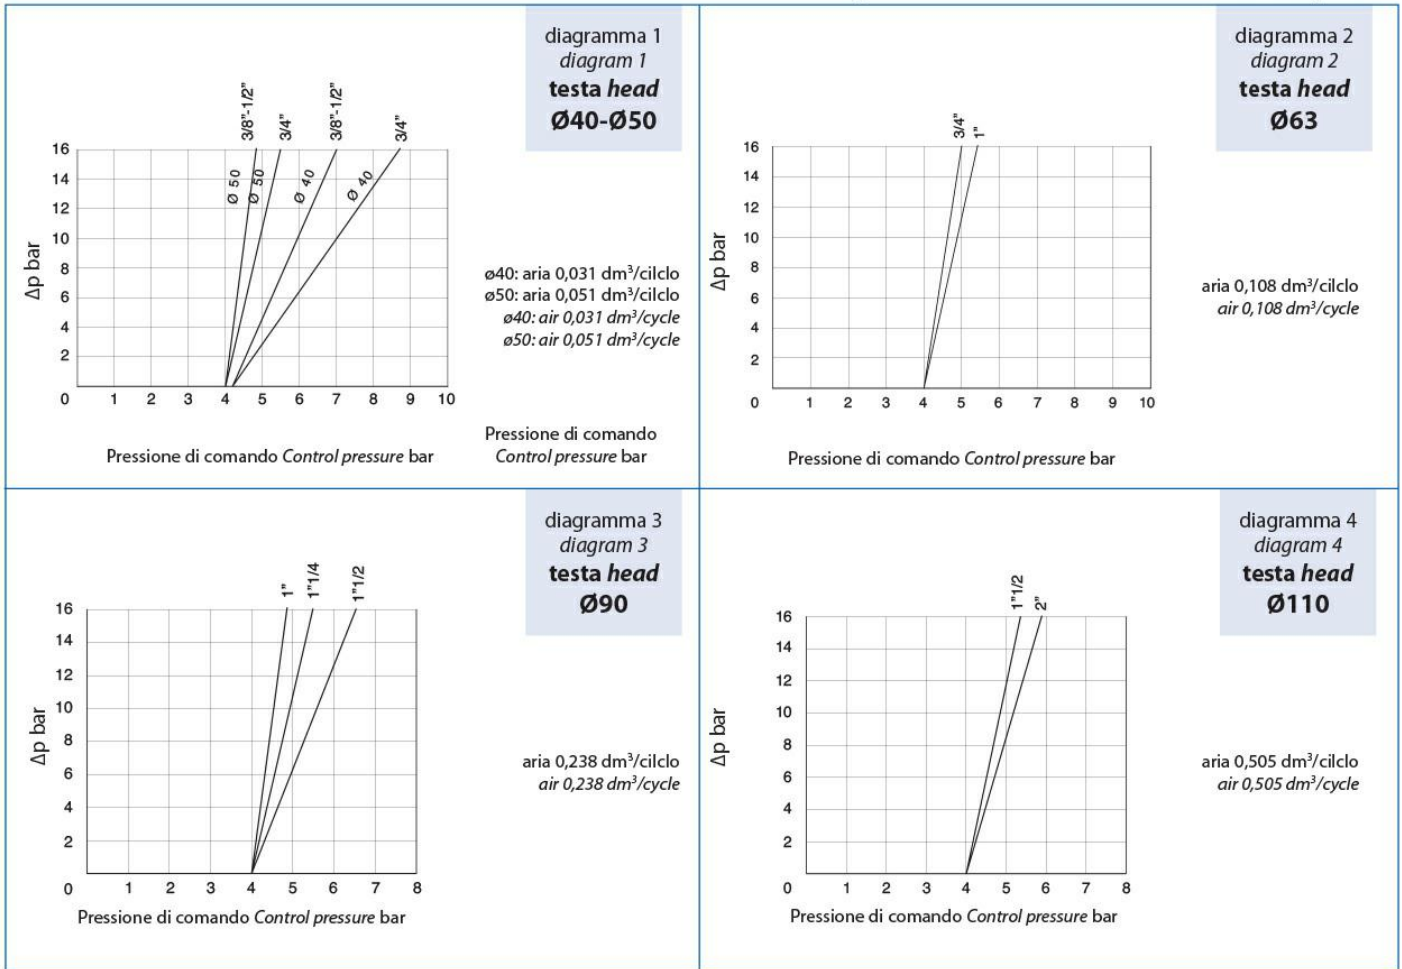 diagramma 1
diagram 1
testa head
Ø40-Ø50
3/8"-1/2"
3/4"
3/8"-1/2"
3/4"
Ø 50
Ø 50
Ø 40
Ø 40
16
14
12
10
8
6
4
2
0 1 2 3 4 5 6 7 8 9 10
Δp bar
ø40: aria 0,031 dm³/cilclo
ø50: aria 0,051 dm³/cilclo
ø40: air 0,031 dm³/cycle
ø50: air 0,051 dm³/cycle
Pressione di comando Control pressure bar
Pressione di comando
Control pressure bar
diagramma 2
diagram 2
testa head
Ø63
3/4"
1"
16
14
12
10
8
6
4
2
0 1 2 3 4 5 6 7 8 9 10
Δp bar
aria 0,108 dm³/cilclo
air 0,108 dm³/cycle
Pressione di comando Control pressure bar
diagramma 3
diagram 3
testa head
Ø90
1"
1"1/4
1"1/2
16
14
12
10
8
6
4
2
0 1 2 3 4 5 6 7 8
Δp bar
aria 0,238 dm³/cilclo
air 0,238 dm³/cycle
Pressione di comando Control pressure bar
diagramma 4
diagram 4
testa head
Ø110
1"1/2
2"
16
14
12
10
8
6
4
2
0 1 2 3 4 5 6 7 8
Δp bar
aria 0,505 dm³/cilclo
air 0,505 dm³/cycle
Pressione di comando Control pressure bar